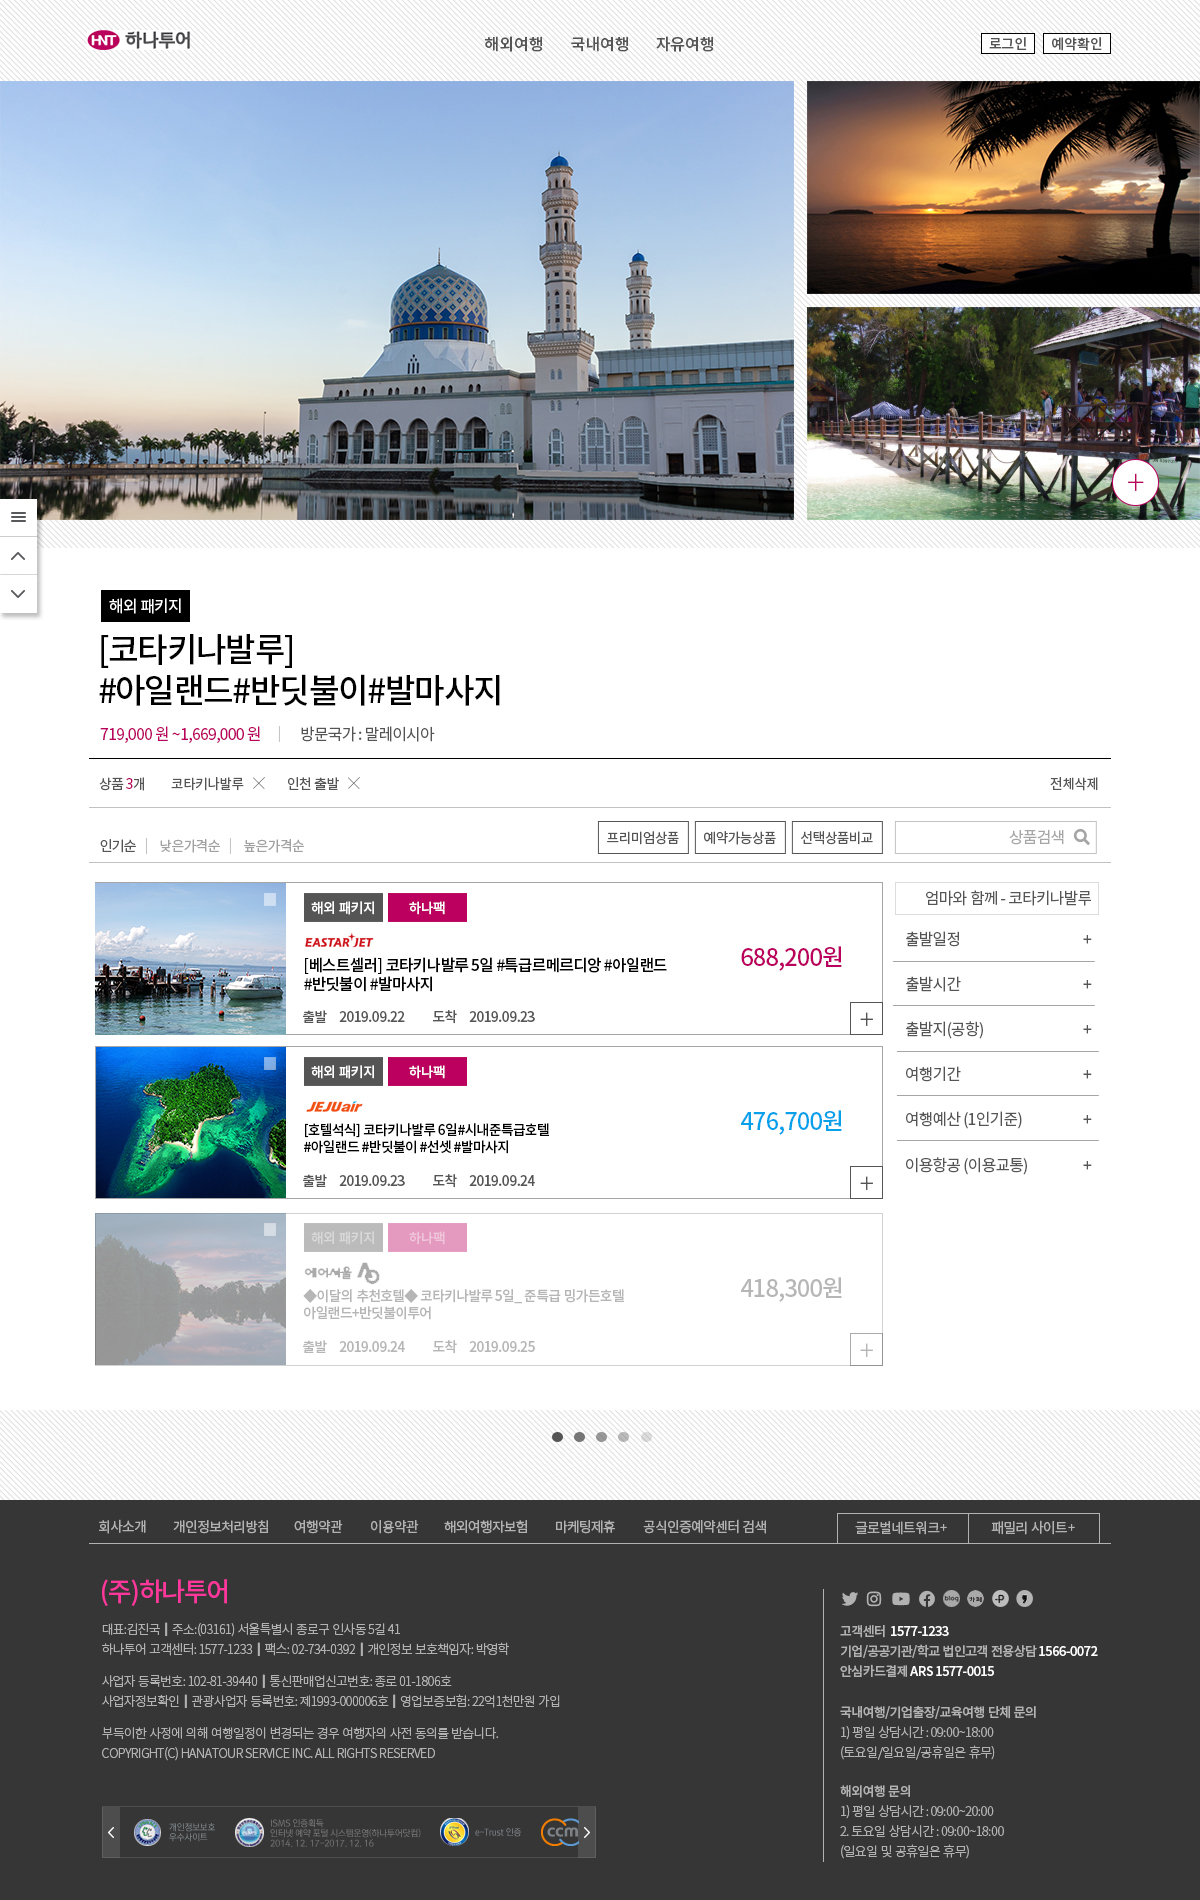 HNT 하나투어
해외여행 국내여행 자유여행
로그인 예약확인
해외 패키지
[코타키나발루]
#아일랜드#반딧불이#발마사지
719,000 원 ~1,669,000 원 방문국가 : 말레이시아
상품 3개 코타키나발루 인천 출발 전체삭제
인기순 낮은가격순 높은가격순 프리미엄상품 예약가능상품 선택상품비교 상품검색
해외 패키지 하나팩
EASTAR JET
[베스트셀러] 코타키나발루 5일 #특급르메르디앙 #아일랜드
#반딧불이 #발마사지
688,200원
출발 2019.09.22 도착 2019.09.23
해외 패키지 하나팩
JEJUair
[호텔석식] 코타키나발루 6일#시내준특급호텔
#아일랜드 #반딧불이 #선셋 #발마사지
476,700원
출발 2019.09.23 도착 2019.09.24
해외 패키지 하나팩
에어서울
◆이달의 추천호텔◆ 코타키나발루 5일_ 준특급 밍가든호텔
아일랜드+반딧불이투어
418,300원
출발 2019.09.24 도착 2019.09.25
엄마와 함께 - 코타키나발루
출발일정 +
출발시간 +
출발지(공항) +
여행기간 +
여행예산 (1인기준) +
이용항공 (이용교통) +
회사소개 개인정보처리방침 여행약관 이용약관 해외여행자보험 마케팅제휴 공식인증예약센터 검색 글로벌네트워크+ 패밀리 사이트+
(주)하나투어
대표:김진국 | 주소:(03161) 서울특별시 종로구 인사동 5길 41
하나투어 고객센터: 1577-1233 | 팩스: 02-734-0392 | 개인정보 보호책임자: 박영학
사업자 등록번호: 102-81-39440 | 통신판매업신고번호: 종로 01-1806호
사업자정보확인 | 관광사업자 등록번호: 제1993-000006호 | 영업보증보험: 22억1천만원 가입
부득이한 사정에 의해 여행일정이 변경되는 경우 여행자의 사전 동의를 받습니다.
COPYRIGHT(C) HANATOUR SERVICE INC. ALL RIGHTS RESERVED
개인정보보호
우수사이트
ISMS 인증획득
인터넷 예약 포털 시스템운영(하나투어닷컴)
2014. 12. 17~2017. 12. 16
e-Trust 인증
ccm
blog 카페 P
고객센터 1577-1233
기업/공공기관/학교 법인고객 전용상담 1566-0072
안심카드결제 ARS 1577-0015
국내여행/기업출장/교육여행 단체 문의
1) 평일 상담시간 : 09:00~18:00
(토요일/일요일/공휴일은 휴무)
해외여행 문의
1) 평일 상담시간 : 09:00~20:00
2. 토요일 상담시간 : 09:00~18:00
(일요일 및 공휴일은 휴무)